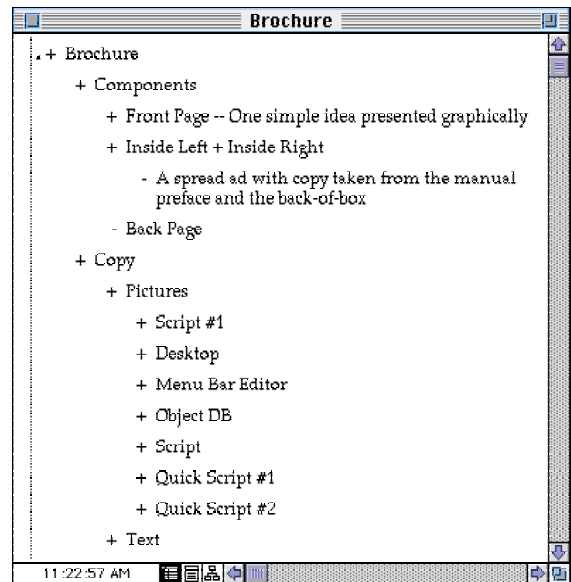 Brochure
+ Brochure
+ Components
+ Front Page -- One simple idea presented graphically
+ Inside Left + Inside Right
- A spread ad with copy taken from the manual
preface and the back-of-box
- Back Page
+ Copy
+ Pictures
+ Script #1
+ Desktop
+ Menu Bar Editor
+ Object DB
+ Script
+ Quick Script #1
+ Quick Script #2
+ Text
11:22:57 AM